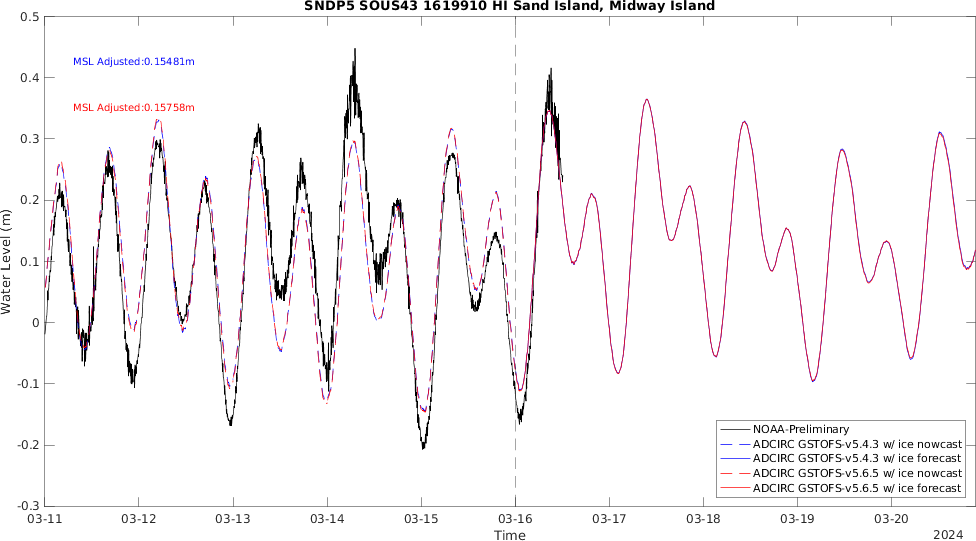 SNDP5 SOUS43 1619910 HI Sand Island, Midway Island
0.5
0.4
0.3
0.2
0.1
0
-0.1
-0.2
-0.3
Water Level (m)
MSL Adjusted:0.15481m
MSL Adjusted:0.15758m
NOAA-Preliminary
ADCIRC GSTOFS-v5.4.3 w/ ice nowcast
ADCIRC GSTOFS-v5.4.3 w/ ice forecast
ADCIRC GSTOFS-v5.6.5 w/ ice nowcast
ADCIRC GSTOFS-v5.6.5 w/ ice forecast
03-11 03-12 03-13 03-14 03-15 03-16 03-17 03-18 03-19 03-20
Time
2024